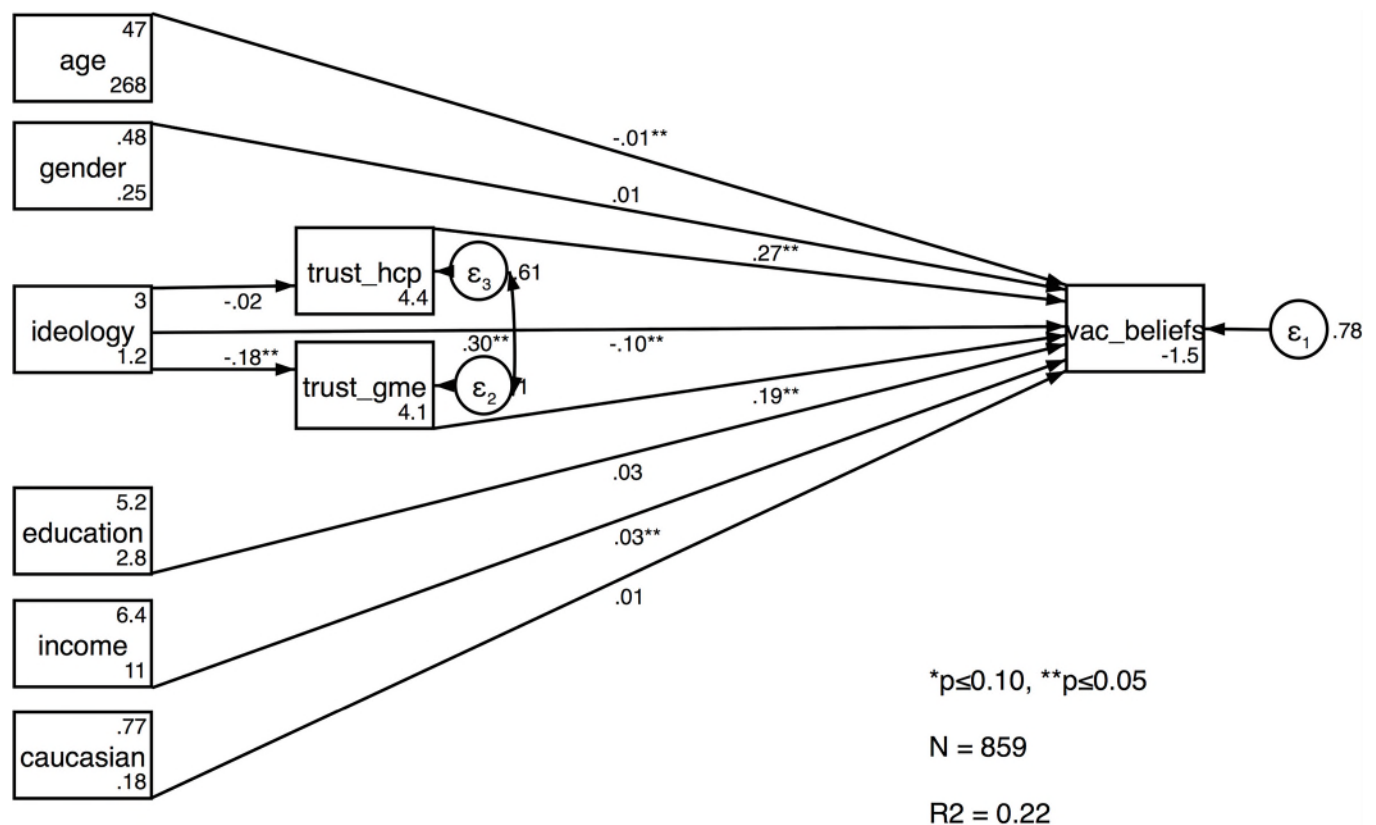 47
age
268
-.01**
.48
gender
.25
.01
trust_hcp
4.4
ε3
.61
.27**
3
ideology
1.2
-.02
-.10**
-.18**
.30**
trust_gme
4.1
ε2
1
.19**
vac_beliefs
-1.5
ε1
.78
5.2
education
2.8
.03
6.4
income
11
.03**
.77
caucasian
.18
.01
*p≤0.10, **p≤0.05
N = 859
R2 = 0.22